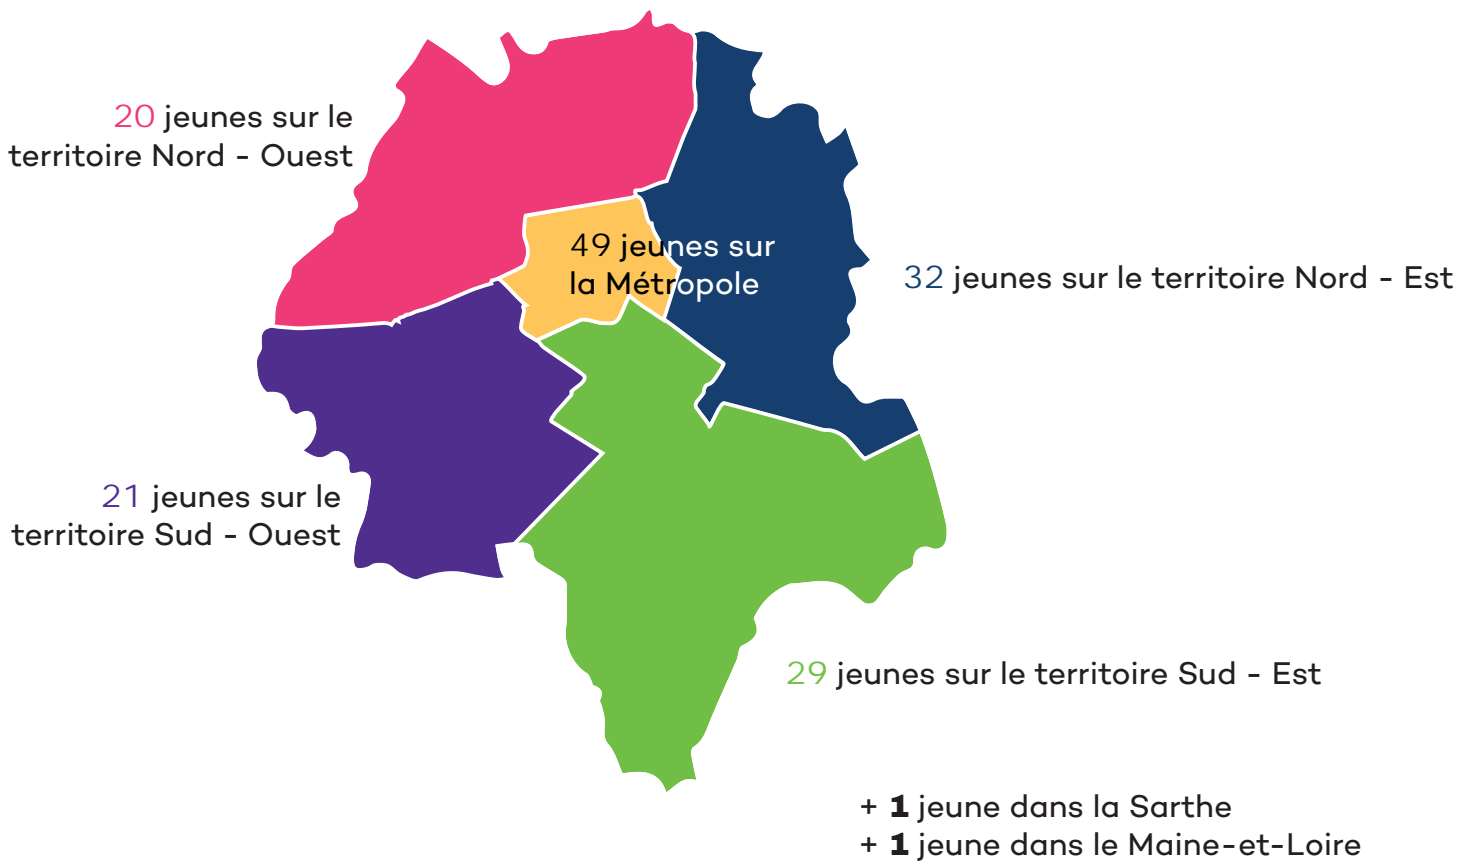 20 jeunes sur le
territoire Nord - Ouest
49 jeunes sur
la Métropole
32 jeunes sur le territoire Nord - Est
21 jeunes sur le
territoire Sud - Ouest
29 jeunes sur le territoire Sud - Est
+ 1 jeune dans la Sarthe
+ 1 jeune dans le Maine-et-Loire